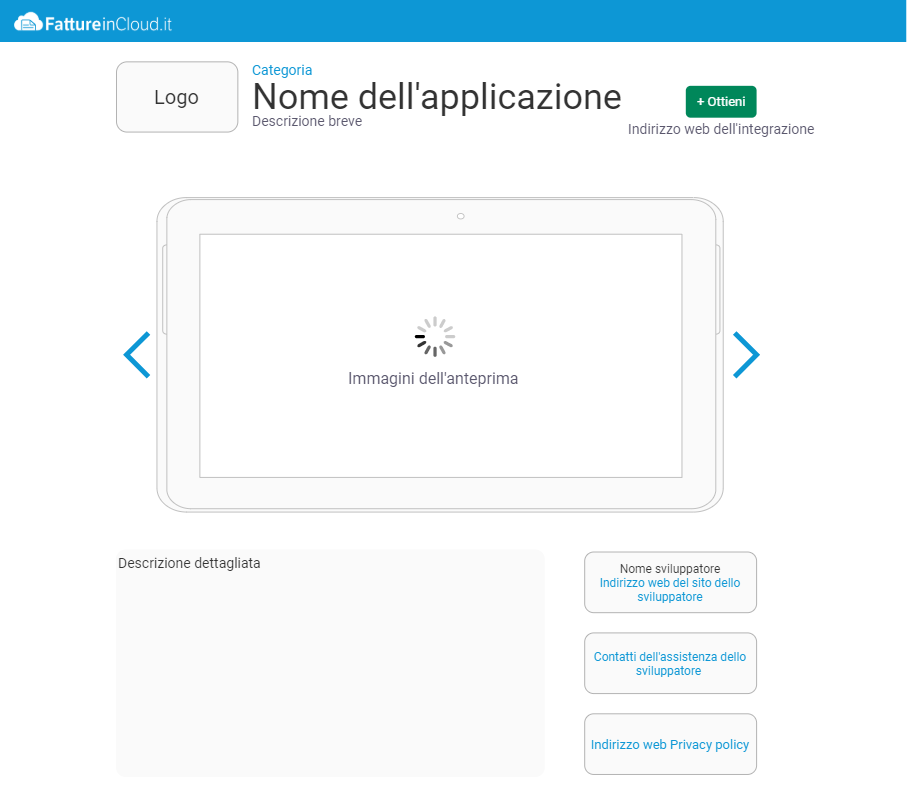 FattureinCloud.it
Logo
Categoria
Nome dell'applicazione
Descrizione breve
+ Ottieni
Indirizzo web dell'integrazione
Immagini dell'anteprima
Descrizione dettagliata
Nome sviluppatore
Indirizzo web del sito dello
sviluppatore
Contatti dell'assistenza dello
sviluppatore
Indirizzo web Privacy policy